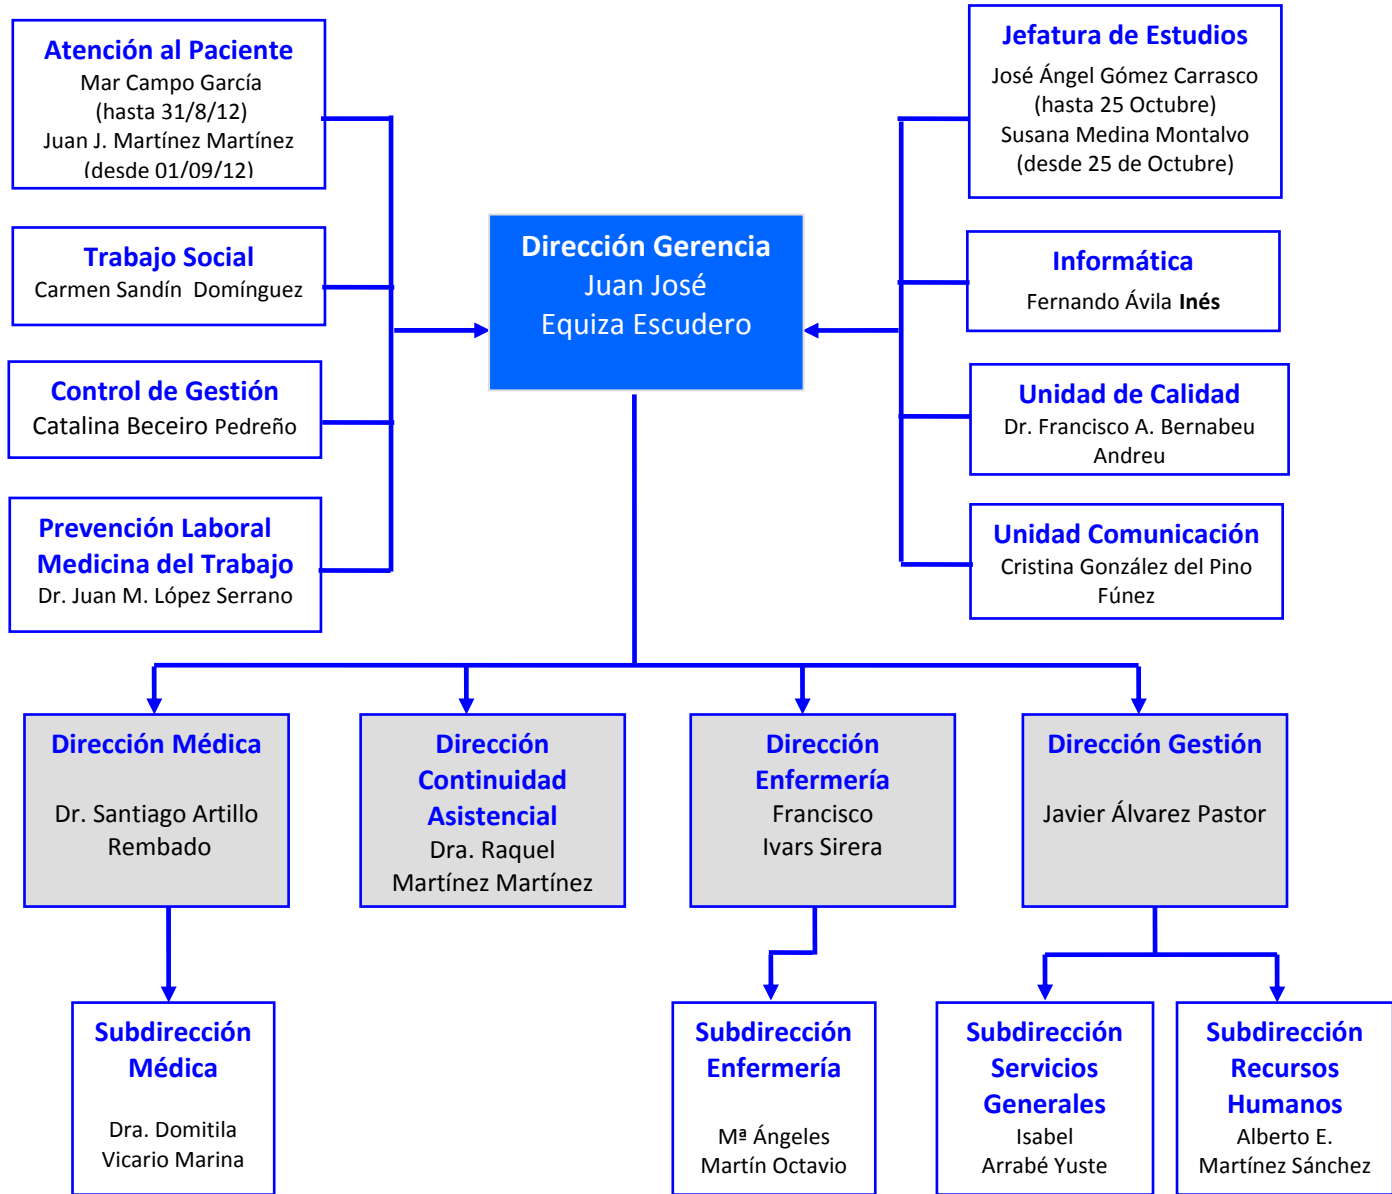 Atención al Paciente
Mar Campo García
(hasta 31/8/12)
Juan J. Martínez Martínez
(desde 01/09/12)
Trabajo Social
Carmen Sandín  Domínguez
Control de Gestión
Catalina Beceiro Pedreño
Prevención Laboral
Medicina del Trabajo
Dr. Juan M. López Serrano
Dirección Gerencia
Juan José
Equiza Escudero
Jefatura de Estudios
José Ángel Gómez Carrasco
(hasta 25 Octubre)
Susana Medina Montalvo
(desde 25 de Octubre)
Informática
Fernando Ávila Inés
Unidad de Calidad
Dr. Francisco A. Bernabeu
Andreu
Unidad Comunicación
Cristina González del Pino
Fúnez
Dirección Médica
Dr. Santiago Artillo
Rembado
Dirección
Continuidad
Asistencial
Dra. Raquel
Martínez Martínez
Dirección
Enfermería
Francisco
Ivars Sirera
Dirección Gestión
Javier Álvarez Pastor
Subdirección
Médica
Dra. Domitila
Vicario Marina
Subdirección
Enfermería
Mª Ángeles
Martín Octavio
Subdirección
Servicios
Generales
Isabel
Arrabé Yuste
Subdirección
Recursos
Humanos
Alberto E.
Martínez Sánchez